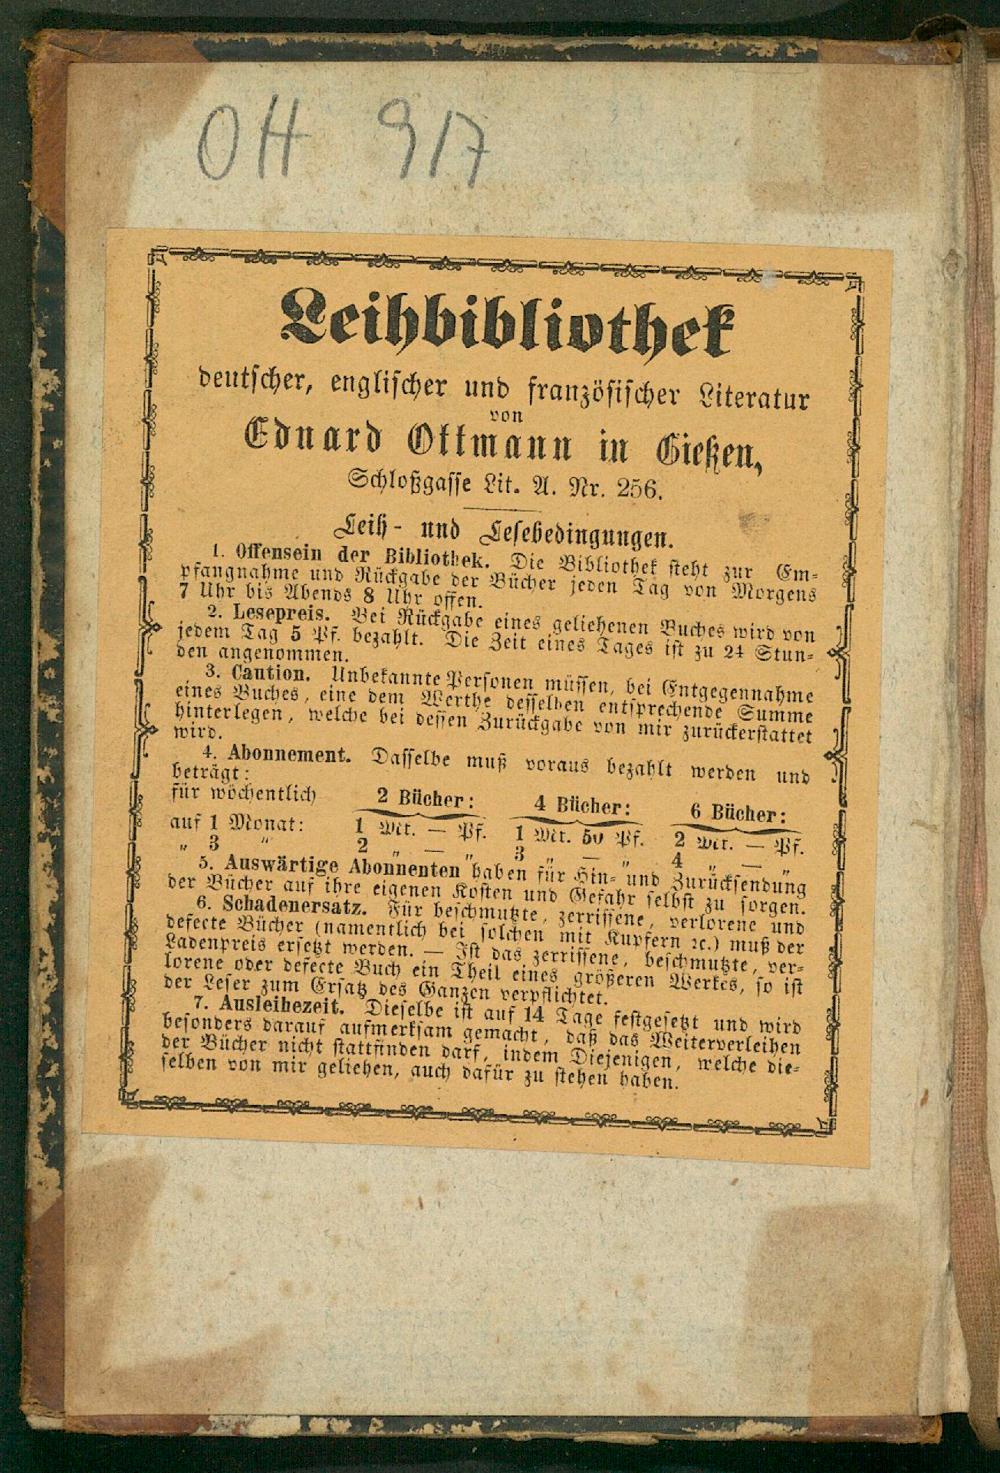 OH 917
Leihbibliothek
deutscher, englischer und französischer Literatur
von
Eduard Ottmann in Gießen,
Schloßgasse Lit. A. Nr. 256.
Leih- und Lesebedingungen.
1. Offensein der Bibliothek. Die Bibliothek steht zur Em-
pfangnahme und Rückgabe der Bücher jeden Tag von Morgens
7 Uhr bis Abends 8 Uhr offen.
2. Lesepreis. Bei Rückgabe eines geliehenen Buches wird von
jedem Tag 5 Pf. bezahlt. Die Zeit eines Tages ist zu 24 Stun-
den angenommen.
3. Caution. Unbekannte Personen müssen, bei Entgegennahme
eines Buches, eine dem Werthe desselben entsprechende Summe
hinterlegen, welche bei dessen Zurückgabe von mir zurückerstattet
wird.
4. Abonnement. Dasselbe muß voraus bezahlt werden und
beträgt:
für wöchentlich 2 Bücher: 4 Bücher: 6 Bücher:
auf 1 Monat: 1 Mk. — Pf. 1 Mk. 50 Pf. 2 Mk. — Pf.
„ 3 „ 2 „ — „ 3 „ — „ 4 „ — „
5. Auswärtige Abonnenten haben für Hin- und Zurücksendung
der Bücher auf ihre eigenen Kosten und Gefahr selbst zu sorgen.
6. Schadenersatz. Für beschmutzte, zerrissene, verlorene und
defecte Bücher (namentlich bei solchen mit Kupfern ꝛc.) muß der
Ladenpreis ersetzt werden. — Ist das zerrissene, beschmutzte, ver-
lorene oder defecte Buch ein Theil eines größeren Werkes, so ist
der Leser zum Ersatz des Ganzen verpflichtet.
7. Ausleihezeit. Dieselbe ist auf 14 Tage festgesetzt und wird
besonders darauf aufmerksam gemacht, daß das Weiterverleihen
der Bücher nicht stattfinden darf, indem Diejenigen, welche die-
selben von mir geliehen, auch dafür zu stehen haben.